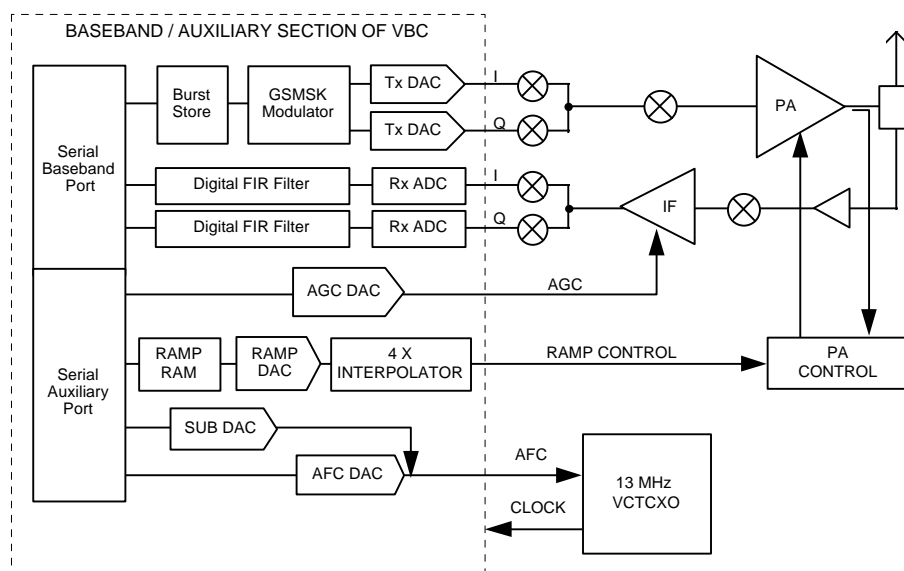 BASEBAND / AUXILIARY SECTION OF VBC
Serial
Baseband
Port
Burst
Store
GSMSK
Modulator
Tx DAC
I
Tx DAC
Q
PA
Digital FIR Filter
Rx ADC
I
Digital FIR Filter
Rx ADC
Q
IF
Serial
Auxiliary
Port
AGC DAC
AGC
RAMP
RAM
RAMP
DAC
4 X
INTERPOLATOR
RAMP CONTROL
PA
CONTROL
SUB DAC
AFC DAC
AFC
CLOCK
13 MHz
VCTCXO